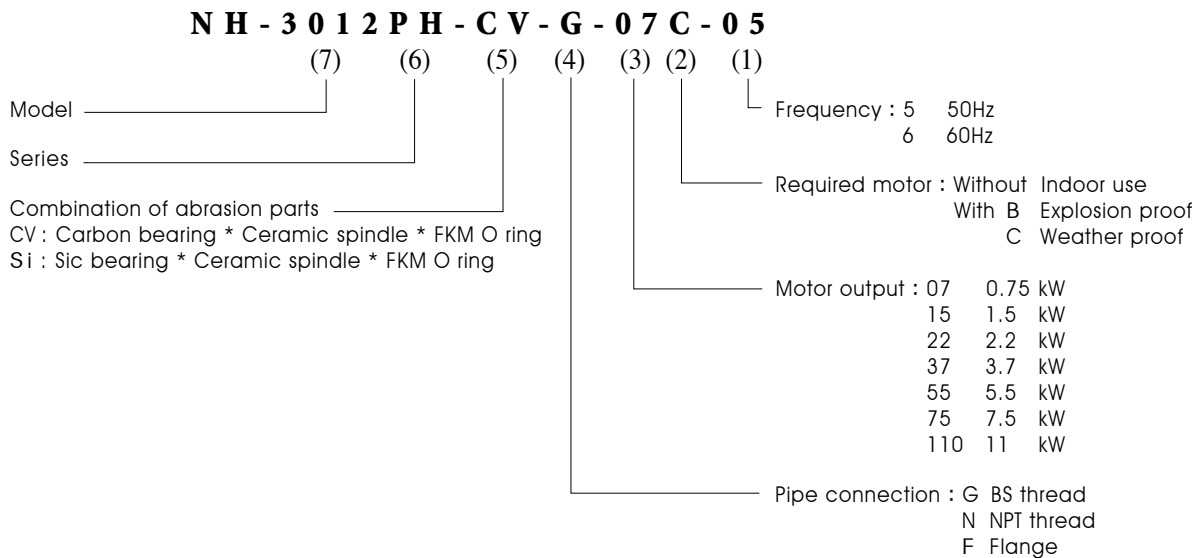 NH-3012PH-CV-G-07C-05
(7) (6) (5) (4) (3) (2) (1)
Model
Series
Combination of abrasion parts
CV : Carbon bearing * Ceramic spindle * FKM O ring
Si : Sic bearing * Ceramic spindle * FKM O ring
Frequency : 5 50Hz
6 60Hz
Required motor : Without Indoor use
With B Explosion proof
C Weather proof
Motor output : 07 0.75 kW
15 1.5 kW
22 2.2 kW
37 3.7 kW
55 5.5 kW
75 7.5 kW
110 11 kW
Pipe connection : G BS thread
N NPT thread
F Flange